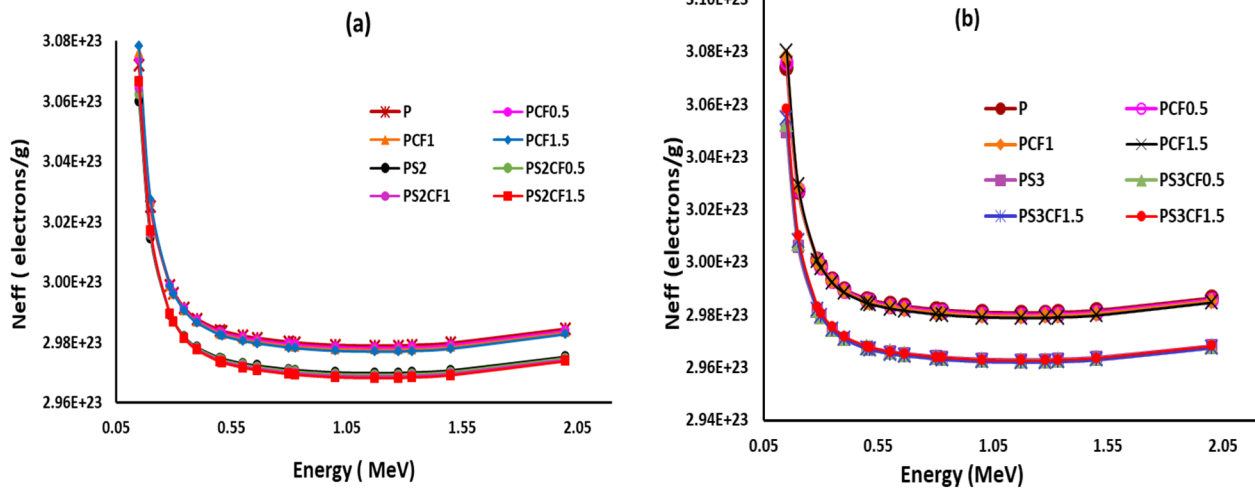 (a)
3.08E+23
3.06E+23
3.04E+23
3.02E+23
3.00E+23
2.98E+23
2.96E+23
Neff ( electrons/g)
P
PCF0.5
PCF1
PCF1.5
PS2
PS2CF0.5
PS2CF1
PS2CF1.5
0.05
0.55
1.05
1.55
2.05
Energy ( MeV)
(b)
3.10E+23
3.08E+23
3.06E+23
3.04E+23
3.02E+23
3.00E+23
2.98E+23
2.96E+23
2.94E+23
Neff (electrons/g)
P
PCF0.5
PCF1
PCF1.5
PS3
PS3CF0.5
PS3CF1.5
PS3CF1.5
0.05
0.55
1.05
1.55
2.05
Energy (MeV)